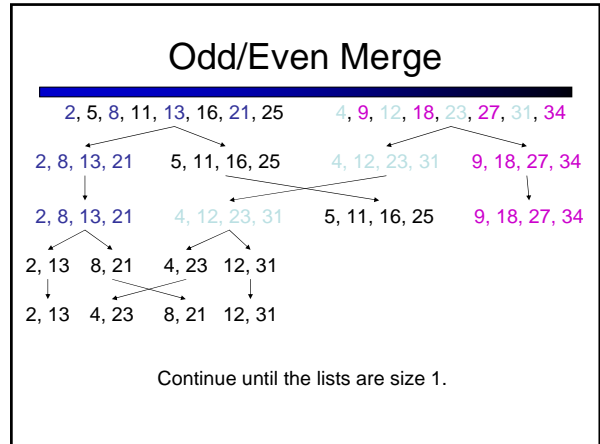 Odd/Even Merge
2, 5, 8, 11, 13, 16, 21, 25 4, 9, 12, 18, 23, 27, 31, 34
2, 8, 13, 21 5, 11, 16, 25 4, 12, 23, 31 9, 18, 27, 34
2, 8, 13, 21 4, 12, 23, 31 5, 11, 16, 25 9, 18, 27, 34
2, 13 8, 21 4, 23 12, 31
2, 13 4, 23 8, 21 12, 31
Continue until the lists are size 1.